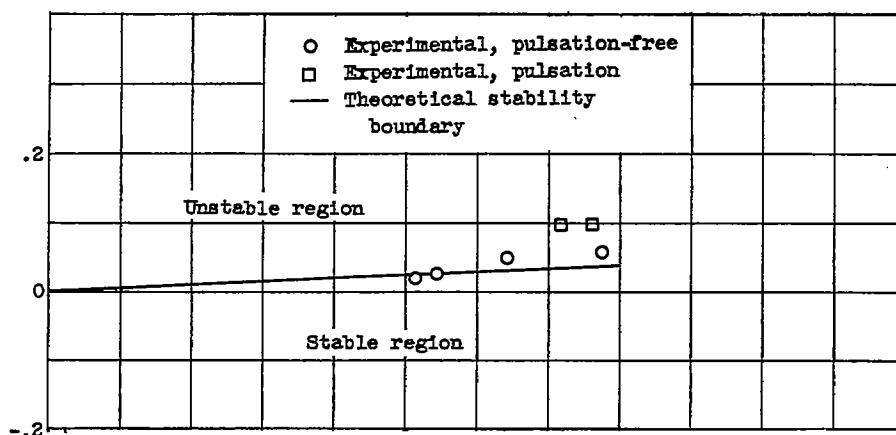 Experimental, pulsation-free
Experimental, pulsation
Theoretical stability
boundary
.2
Unstable region
0
Stable region
-.2